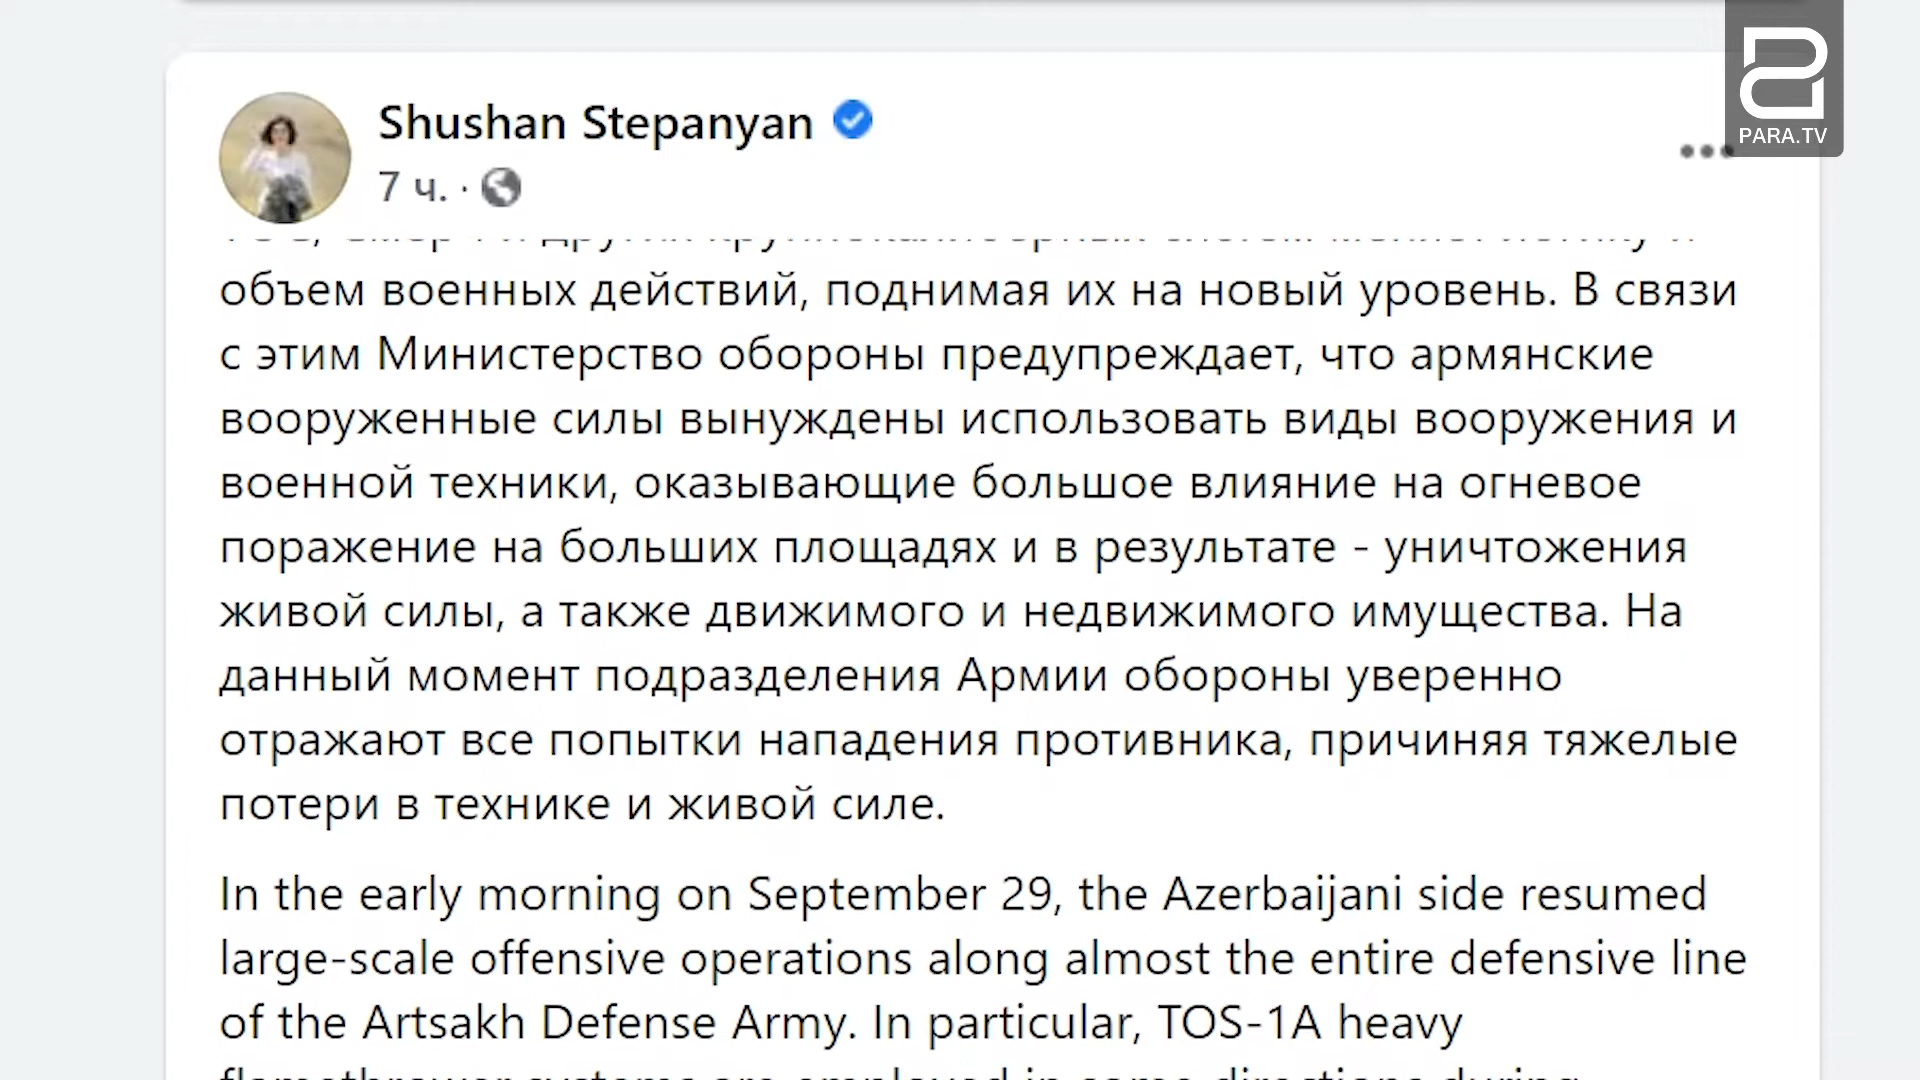 PARA.TV
Shushan Stepanyan
7 ч. ·
объем военных действий, поднимая их на новый уровень. В связи
с этим Министерство обороны предупреждает, что армянские
вооруженные силы вынуждены использовать виды вооружения и
военной техники, оказывающие большое влияние на огневое
поражение на больших площадях и в результате - уничтожения
живой силы, а также движимого и недвижимого имущества. На
данный момент подразделения Армии обороны уверенно
отражают все попытки нападения противника, причиняя тяжелые
потери в технике и живой силе.
In the early morning on September 29, the Azerbaijani side resumed
large-scale offensive operations along almost the entire defensive line
of the Artsakh Defense Army. In particular, TOS-1A heavy